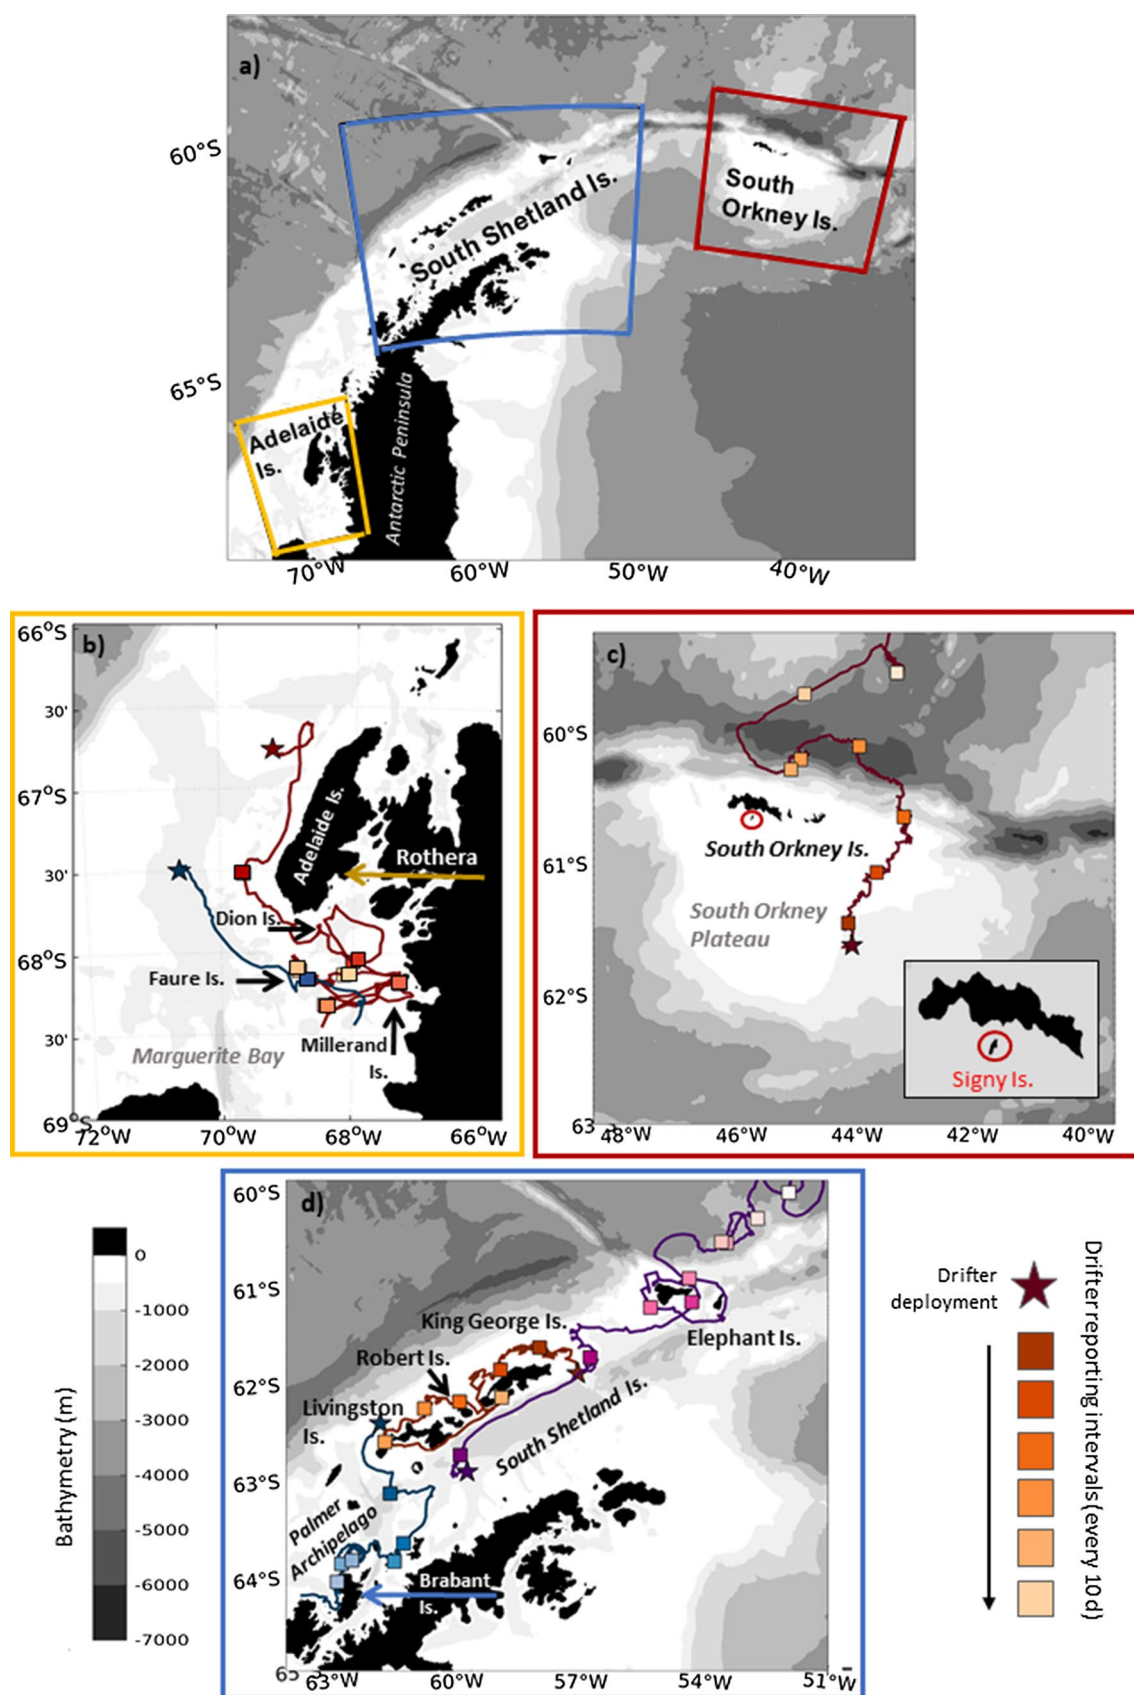 a)
60°S
65°S
70°W
60°W
50°W
40°W
South Shetland Is.
South
Orkney Is.
Adelaide
Is.
Antarctic Peninsula
b)
66°S
30'
67°S
30'
68°S
30'
69°S
72°W
70°W
68°W
66°W
Adelaide Is.
Rothera
Dion Is.
Faure Is.
Millerand
Is.
Marguerite Bay
c)
60°S
61°S
62°S
63
48°W
46°W
44°W
42°W
40°W
South Orkney Is.
South Orkney
Plateau
Signy Is.
d)
60°S
61°S
62°S
63°S
64°S
65
63°W
60°W
57°W
54°W
51°W
King George Is.
Robert Is.
Livingston
Is.
Elephant Is.
South Shetland Is.
Palmer
Archipelago
Brabant
Is.
Bathymetry (m)
0
-1000
-2000
-3000
-4000
-5000
-6000
-7000
Drifter
deployment
Drifter reporting intervals (every 10 d)